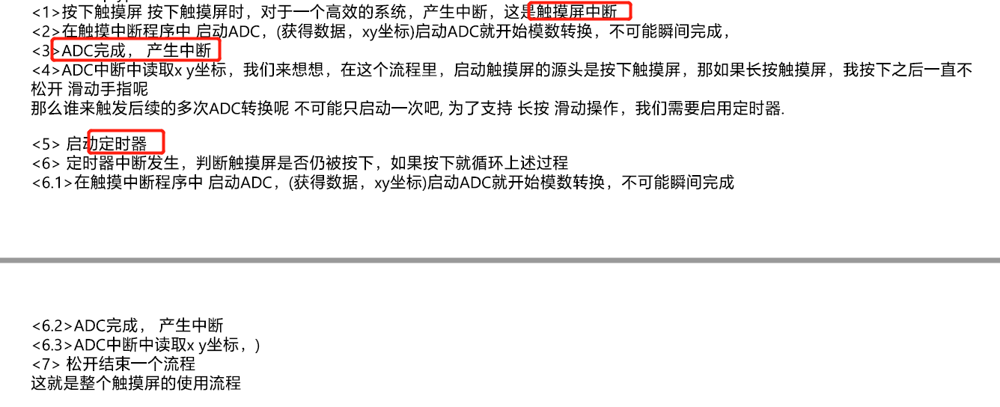 <1>按下触摸屏 按下触摸屏时，对于一个高效的系统，产生中断，这是触摸屏中断
<2>在触摸中断程序中 启动ADC，(获得数据，xy坐标)启动ADC就开始模数转换，不可能瞬间完成，
<3>ADC完成， 产生中断
<4>ADC中断中读取x y坐标，我们来想想，在这个流程里，启动触摸屏的源头是按下触摸屏，那如果长按触摸屏，我按下之后一直不
松开 滑动手指呢
那么谁来触发后续的多次ADC转换呢 不可能只启动一次吧, 为了支持 长按 滑动操作，我们需要启用定时器.
<5> 启动定时器
<6> 定时器中断发生，判断触摸屏是否仍被按下，如果按下就循环上述过程
<6.1>在触摸中断程序中 启动ADC，(获得数据，xy坐标)启动ADC就开始模数转换，不可能瞬间完成
<6.2>ADC完成， 产生中断
<6.3>ADC中断中读取x y坐标，)
<7> 松开结束一个流程
这就是整个触摸屏的使用流程